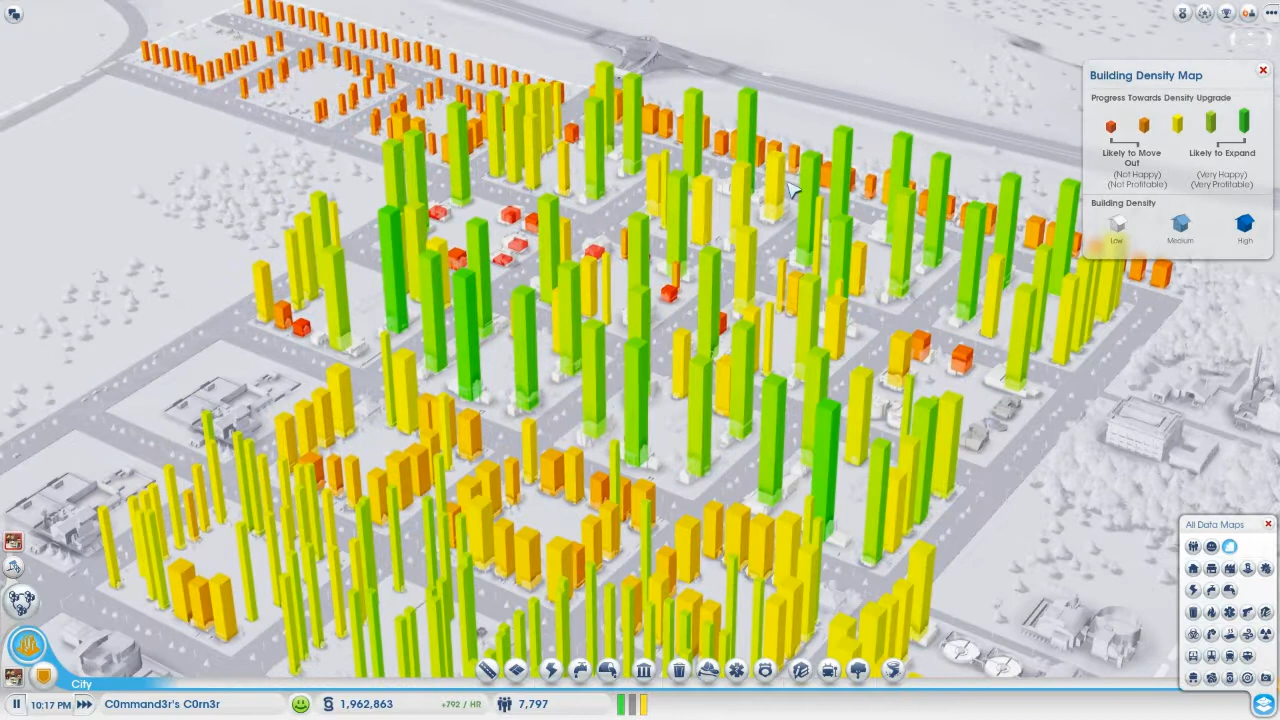 Building Density Map
Progress Towards Density Upgrade
Likely to Move Out
Likely to Expand
(Not Happy)
(Very Happy)
(Not Profitable)
(Very Profitable)
Building Density
Low
Medium
High
All Data Maps
City
10:17 PM
C0mmand3r's C0rn3r
1,962,863
+792 / HR
7,797